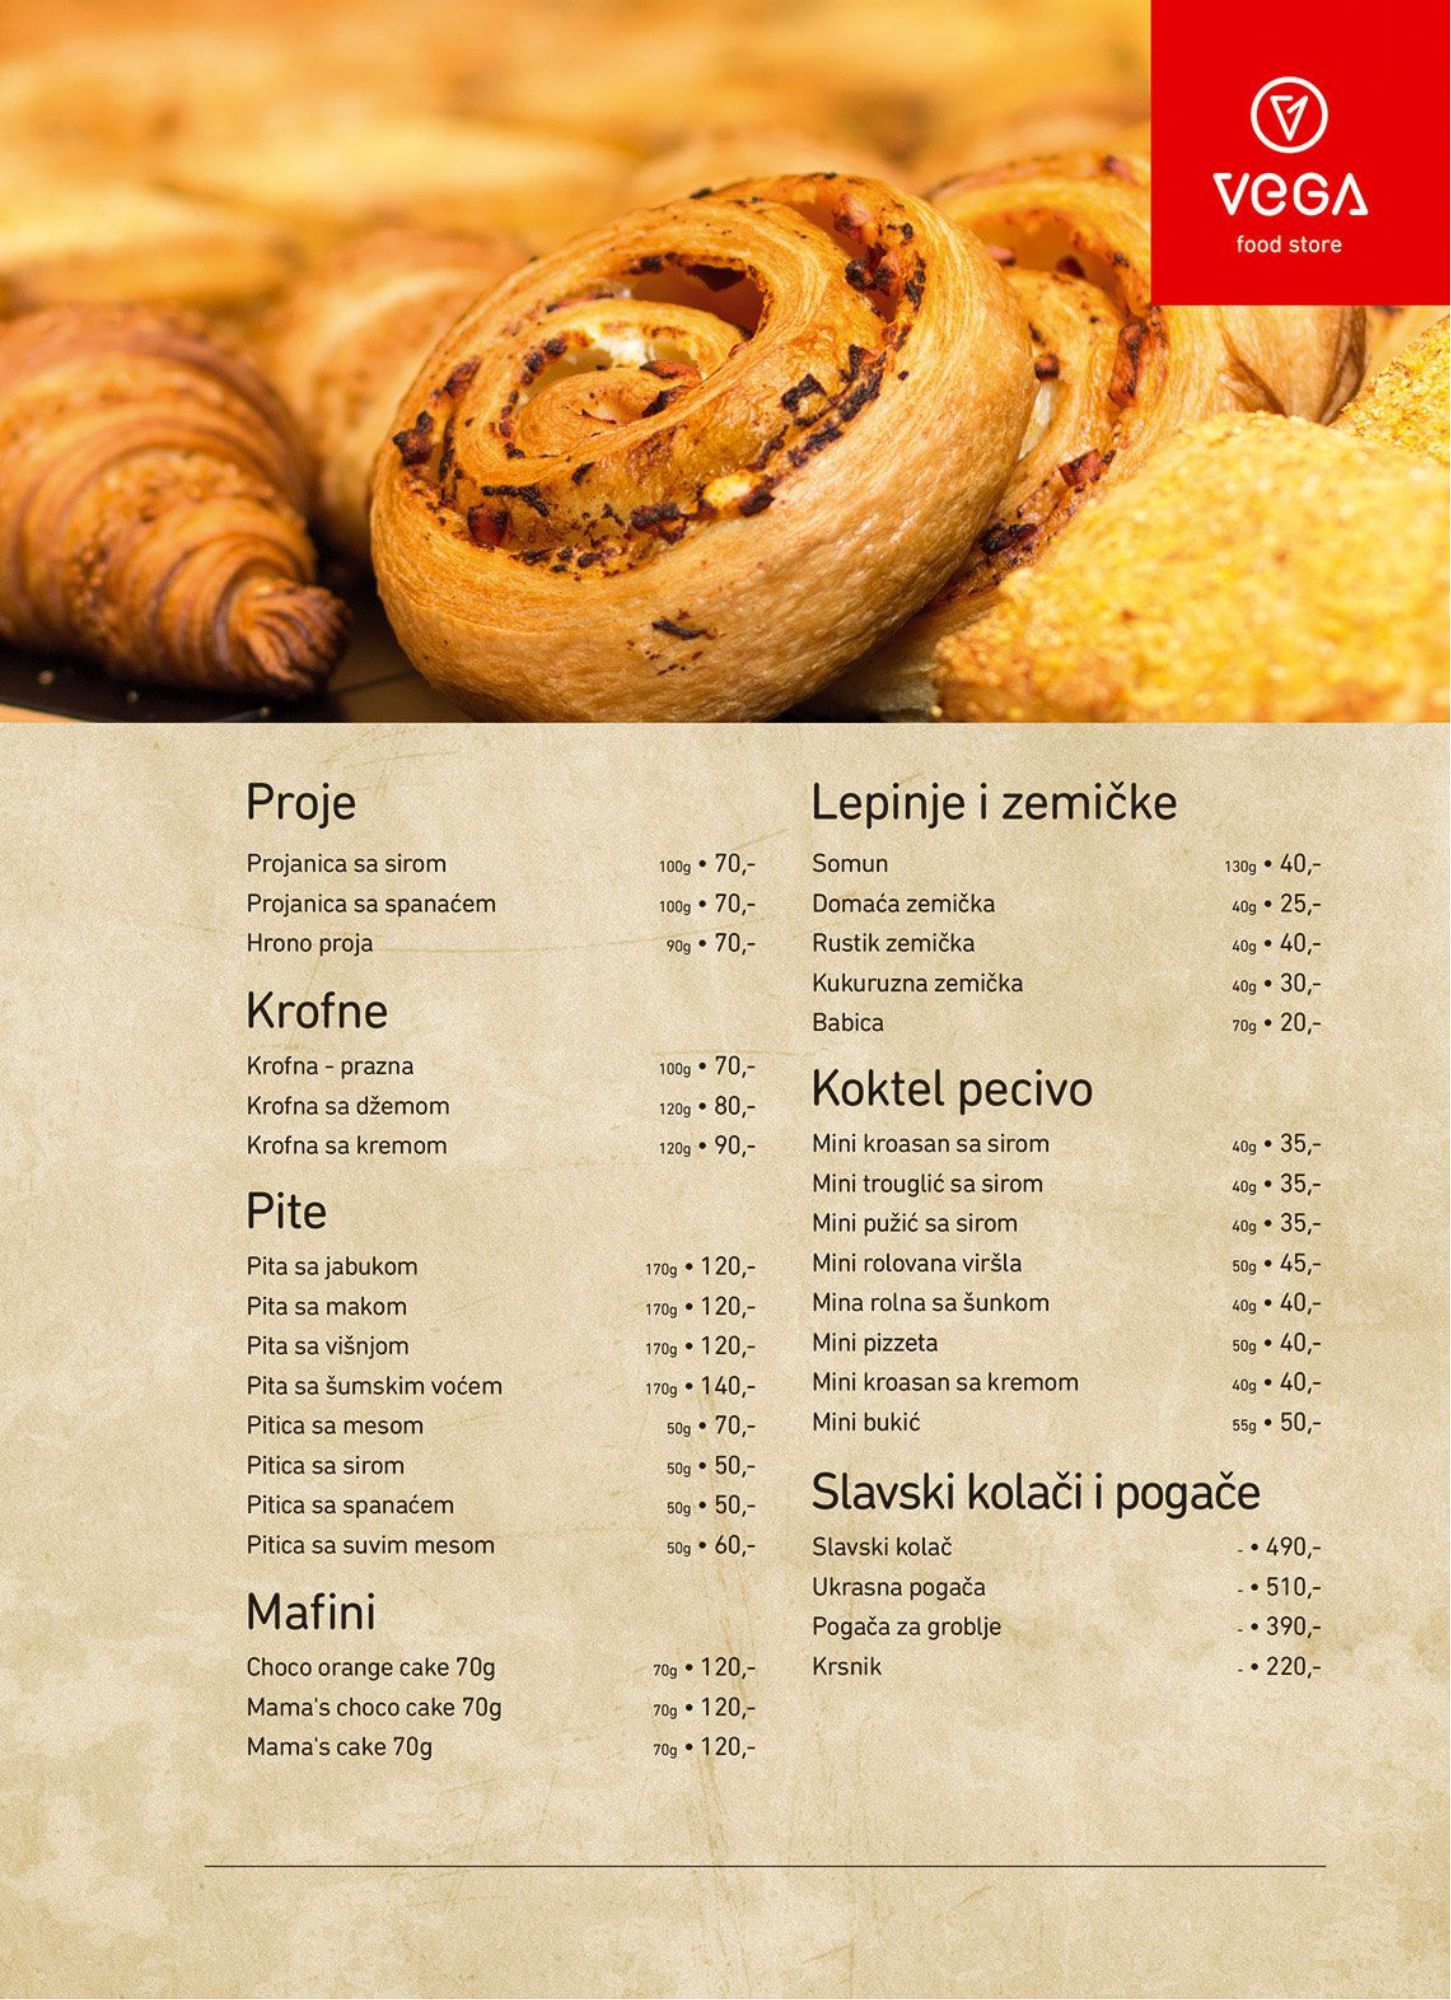 VeGA
food store
Proje
Projanica sa sirom 100g • 70,-
Projanica sa spanaćem 100g • 70,-
Hrono proja 90g • 70,-
Krofne
Krofna - prazna 100g • 70,-
Krofna sa džemom 120g • 80,-
Krofna sa kremom 120g • 90,-
Pite
Pita sa jabukom 170g • 120,-
Pita sa makom 170g • 120,-
Pita sa višnjom 170g • 120,-
Pita sa šumskim voćem 170g • 140,-
Pitica sa mesom 50g • 70,-
Pitica sa sirom 50g • 50,-
Pitica sa spanaćem 50g • 50,-
Pitica sa suvim mesom 50g • 60,-
Mafini
Choco orange cake 70g 70g • 120,-
Mama's choco cake 70g 70g • 120,-
Mama's cake 70g 70g • 120,-
Lepinje i zemičke
Somun 130g • 40,-
Domaća zemička 40g • 25,-
Rustik zemička 40g • 40,-
Kukuruzna zemička 40g • 30,-
Babica 70g • 20,-
Koktel pecivo
Mini kroasan sa sirom 40g • 35,-
Mini trouglić sa sirom 40g • 35,-
Mini pužić sa sirom 40g • 35,-
Mini rolovana viršla 50g • 45,-
Mina rolna sa šunkom 40g • 40,-
Mini pizzeta 50g • 40,-
Mini kroasan sa kremom 40g • 40,-
Mini bukić 55g • 50,-
Slavski kolači i pogače
Slavski kolač - • 490,-
Ukrasna pogača - • 510,-
Pogača za groblje - • 390,-
Krsnik - • 220,-